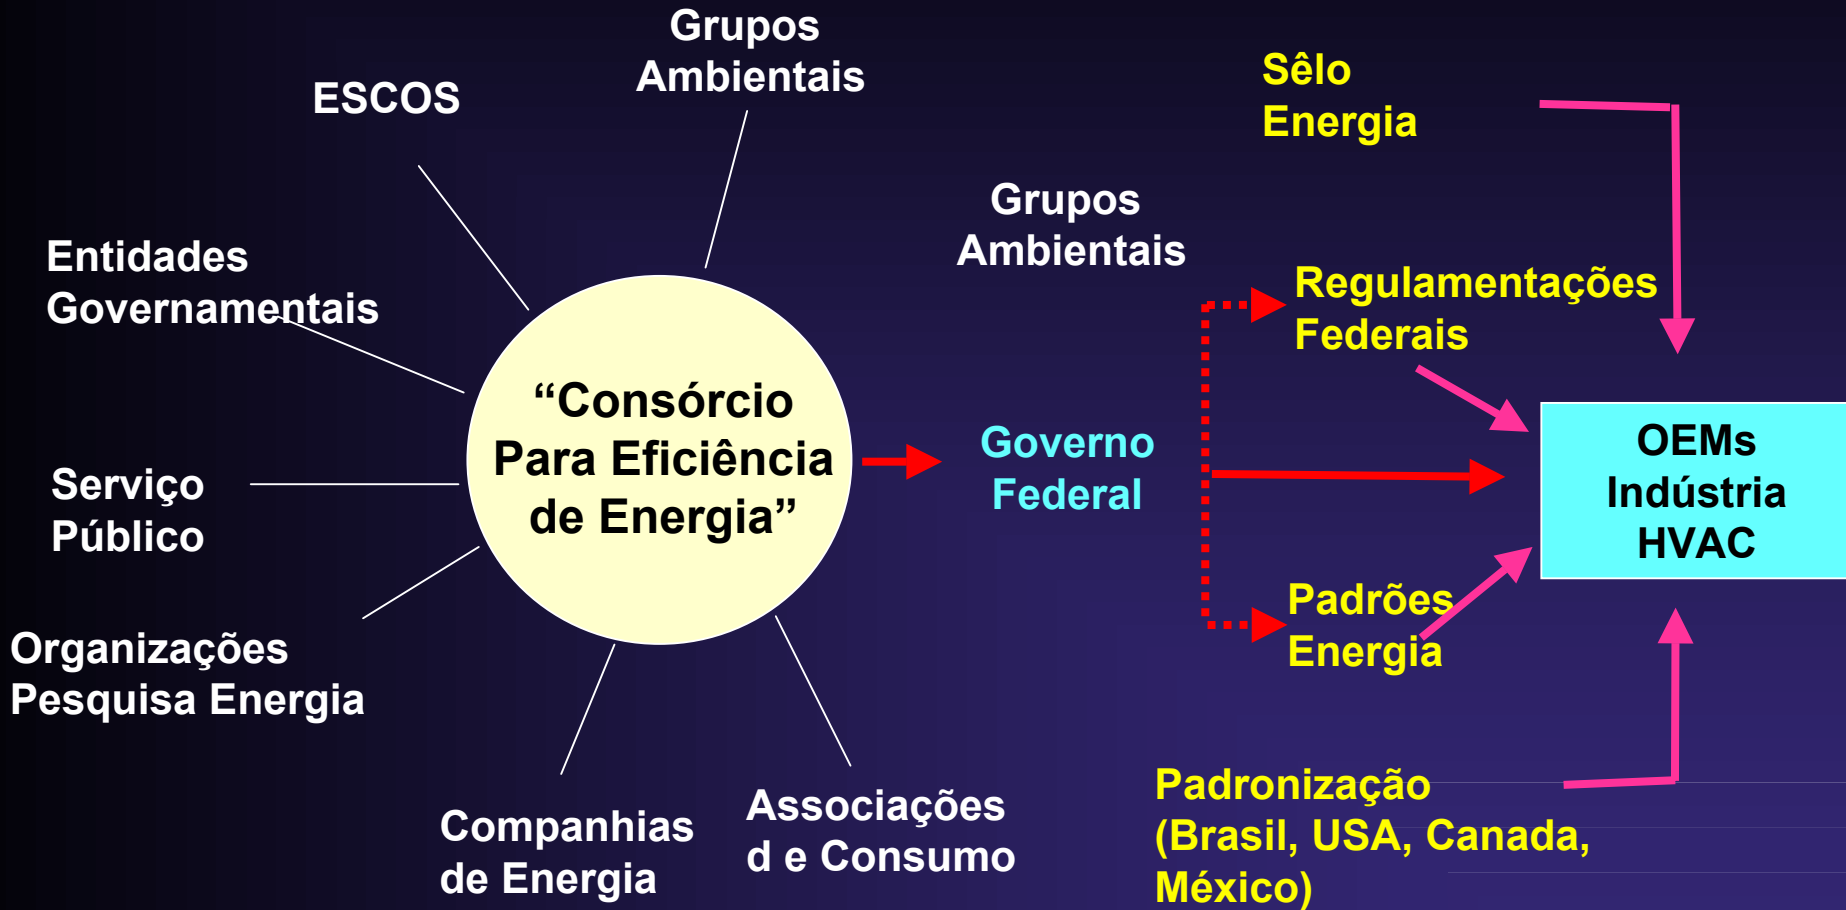 Grupos
Ambientais
ESCOS
Sêlo
Energia
Grupos
Ambientais
Entidades
Governamentais
Regulamentações
Federais
“Consórcio
Para Eficiência
de Energia”
Governo
Federal
OEMs
Indústria
HVAC
Serviço
Público
Padrões
Energia
Organizações
Pesquisa Energia
Companhias
de Energia
Associações
d e Consumo
Padronização
(Brasil, USA, Canada,
México)